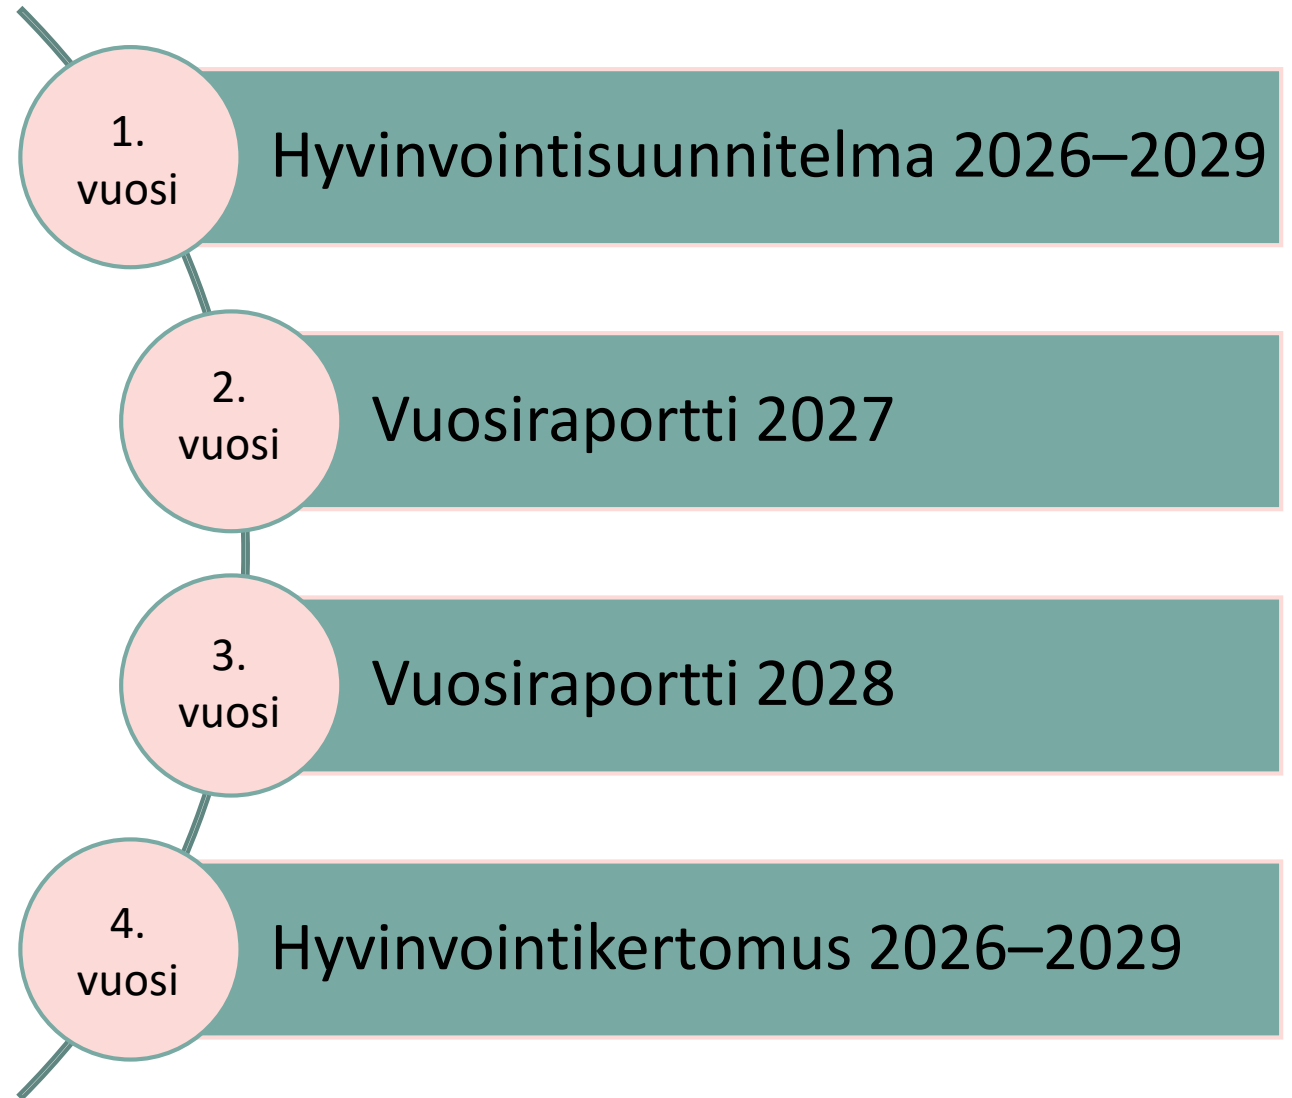 1.
vuosi
Hyvinvointisuunnitelma 2026–2029
2.
vuosi
Vuosiraportti 2027
3.
vuosi
Vuosiraportti 2028
4.
vuosi
Hyvinvointikertomus 2026–2029